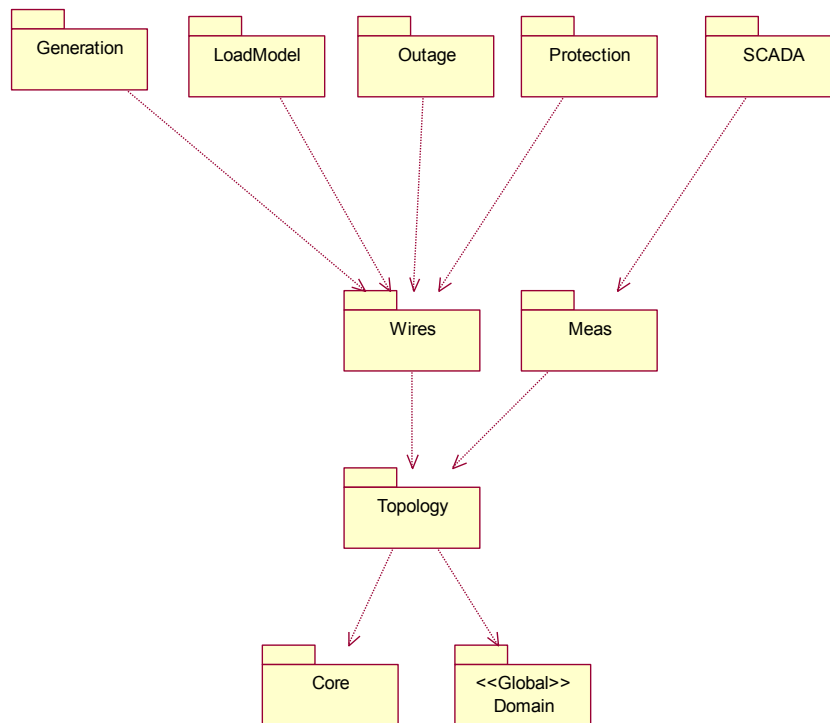 Generation
LoadModel
Outage
Protection
SCADA
Wires
Meas
Topology
Core
<<Global>>
Domain